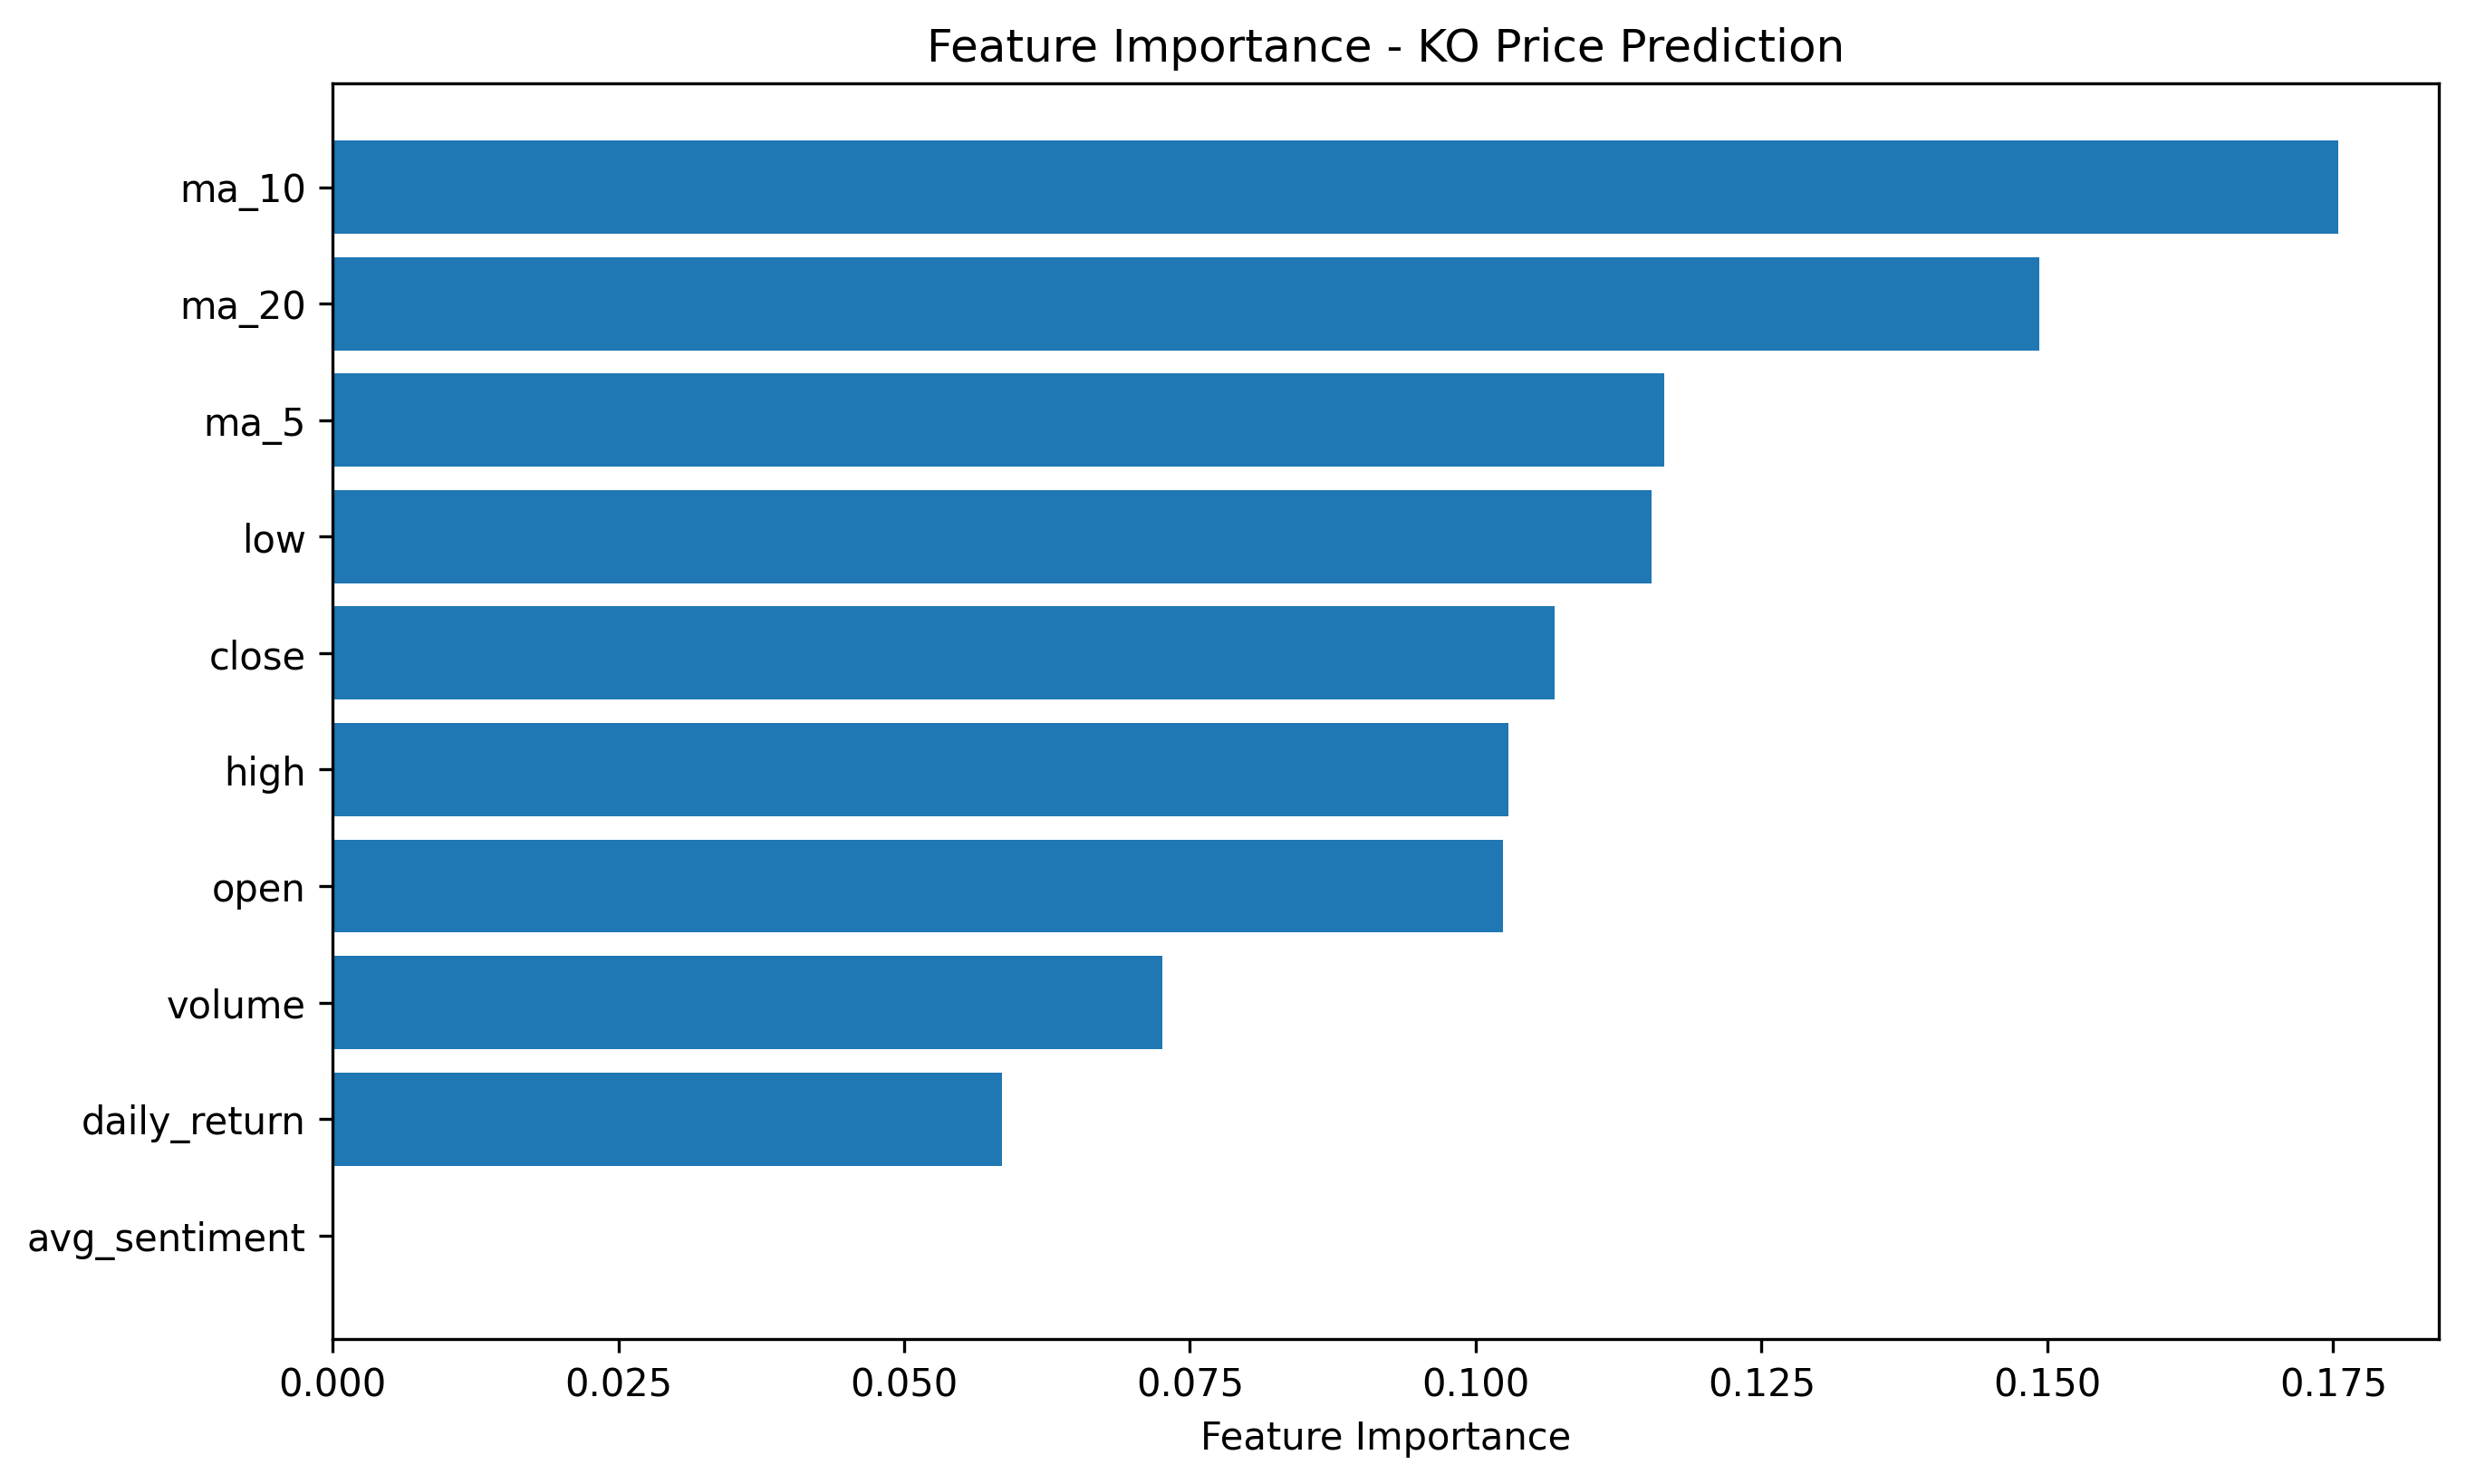 Feature Importance - KO Price Prediction
ma_10
ma_20
ma_5
low
close
high
open
volume
daily_return
avg_sentiment
0.000 0.025 0.050 0.075 0.100 0.125 0.150 0.175
Feature Importance